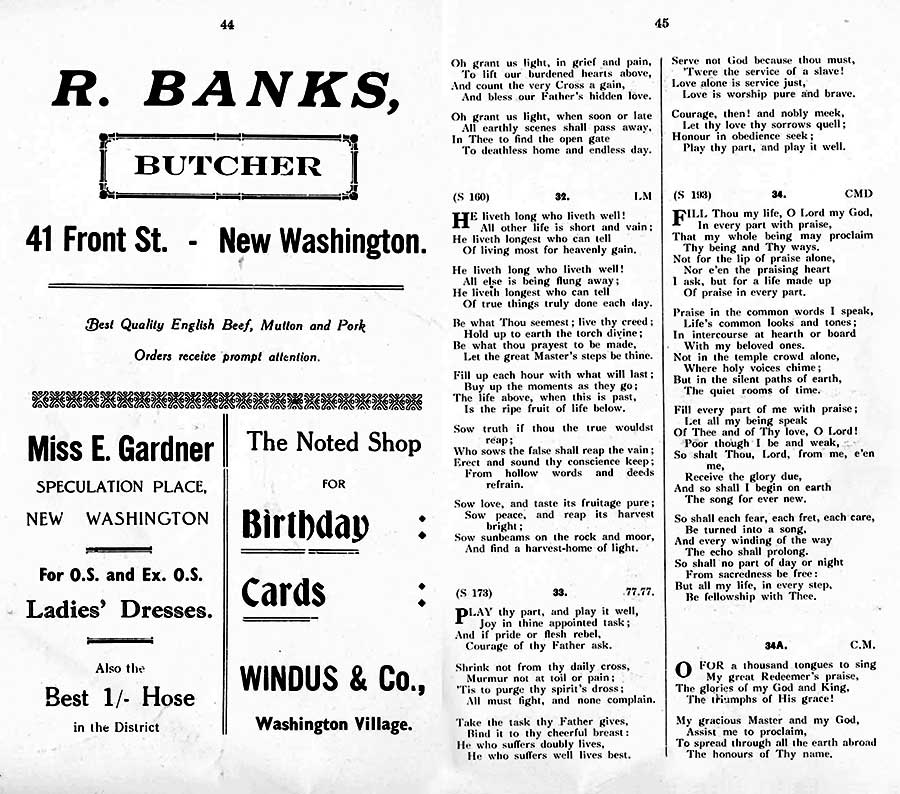 44
R. BANKS,
BUTCHER
41 Front St. - New Washington.
Best Quality English Beef, Mutton and Pork
Orders receive prompt attention.
Miss E. Gardner
SPECULATION PLACE,
NEW WASHINGTON
For O.S. and Ex. O.S.
Ladies' Dresses.
Also the
Best 1/- Hose
in the District
The Noted Shop
FOR
Birthday :
Cards :
WINDUS & Co.,
Washington Village.
45
Oh grant us light, in grief and pain,
To lift our burdened hearts above,
And count the very Cross a gain,
And bless our Father's hidden love.
Oh grant us light, when soon or late
All earthly scenes shall pass away,
In Thee to find the open gate
To deathless home and endless day.
(S 160) 32. L.M
HE liveth long who liveth well!
All other life is short and vain;
He liveth longest who can tell
Of living most for heavenly gain.
He liveth long who liveth well!
All else is being flung away;
He liveth longest who can tell
Of true things truly done each day.
Be what Thou seemest; live thy creed;
Hold up to earth the torch divine;
Be what thou prayest to be made,
Let the great Master's steps be thine.
Fill up each hour with what will last;
Buy up the moments as they go;
The life above, when this is past,
Is the ripe fruit of life below.
Sow truth if thou the true wouldst
reap;
Who sows the false shall reap the vain;
Erect and sound thy conscience keep;
From hollow words and deeds
refrain.
Sow love, and taste its fruitage pure;
Sow peace, and reap its harvest
bright;
Sow sunbeams on the rock and moor,
And find a harvest-home of light.
(S 173) 33. 77.77.
PLAY thy part, and play it well,
Joy in thine appointed task;
And if pride or flesh rebel,
Courage of thy Father ask.
Shrink not from thy daily cross,
Murmur not at toil or pain;
'Tis to purge thy spirit's dross;
All must fight, and none complain.
Take the task thy Father gives,
Bind it to thy cheerful breast:
He who suffers doubly lives,
He who suffers well lives best.
Serve not God because thou must,
'Twere the service of a slave!
Love alone is service just,
Love is worship pure and brave.
Courage, then! and nobly meek,
Let thy love thy sorrows quell;
Honour in obedience seek;
Play thy part, and play it well.
(S 193) 34. CMD
FILL Thou my life, O Lord my God,
In every part with praise,
That my whole being may proclaim
Thy being and Thy ways.
Not for the lip of praise alone,
Nor e'en the praising heart
I ask, but for a life made up
Of praise in every part.
Praise in the common words I speak,
Life's common looks and tones;
In intercourse at hearth or board
With my beloved ones.
Not in the temple crowd alone,
Where holy voices chime;
But in the silent paths of earth,
The quiet rooms of time.
Fill every part of me with praise;
Let all my being speak
Of Thee and of Thy love, O Lord!
Poor though I be and weak,
So shalt Thou, Lord, from me, e'en
me,
Receive the glory due,
And so shall I begin on earth
The song for ever new.
So shall each fear, each fret, each care,
Be turned into a song,
And every winding of the way
The echo shall prolong.
So shall no part of day or night
From sacredness be free:
But all my life, in every step,
Be fellowship with Thee.
34A. C.M.
O FOR a thousand tongues to sing
My great Redeemer's praise,
The glories of my God and King,
The triumphs of His grace!
My gracious Master and my God,
Assist me to proclaim,
To spread through all the earth abroad
The honours of Thy name.